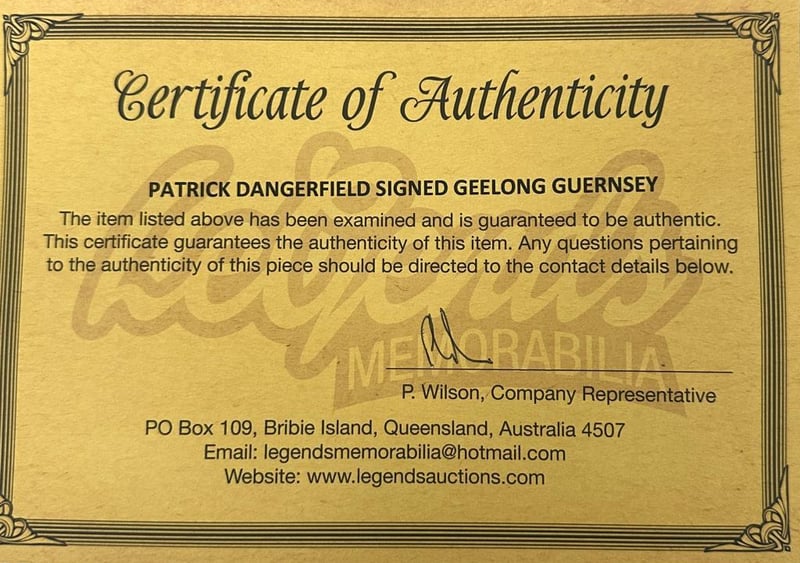 Certificate of Authenticity
PATRICK DANGERFIELD SIGNED GEELONG GUERNSEY
The item listed above has been examined and is guaranteed to be authentic.
This certificate guarantees the authenticity of this item. Any questions pertaining
to the authenticity of this piece should be directed to the contact details below.
Legends
MEMORABILIA
P. Wilson, Company Representative
PO Box 109, Bribie Island, Queensland, Australia 4507
Email: legendsmemorabilia@hotmail.com
Website: www.legendsauctions.com